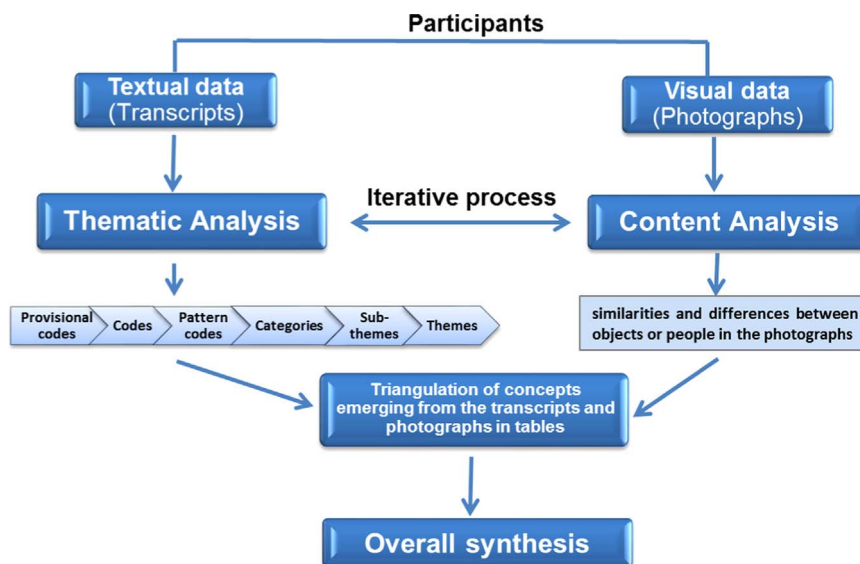 Participants
Textual data
(Transcripts)
Visual data
(Photographs)
Iterative process
Thematic Analysis
Content Analysis
Provisional
codes
Codes
Pattern
codes
Categories
Sub-
themes
Themes
similarities and differences between
objects or people in the photographs
Triangulation of concepts
emerging from the transcripts and
photographs in tables
Overall synthesis